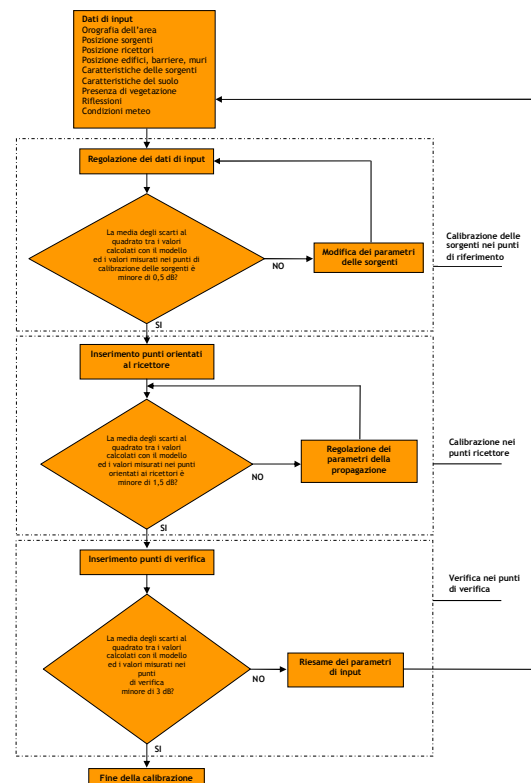 Dati di input
Orografia dell'area
Posizione sorgenti
Posizione ricettori
Posizione edifici, barriere, muri
Caratteristiche delle sorgenti
Caratteristiche del suolo
Presenza di vegetazione
Riflessioni
Condizioni meteo
Regolazione dei dati di input
La media degli scarti al
quadrato tra i valori
calcolati con il modello
ed i valori misurati nei punti di
calibrazione delle sorgenti è
minore di 0,5 dB?
NO
Modifica dei parametri
delle sorgenti
Calibrazione delle
sorgenti nei punti
di riferimento
SI
Inserimento punti orientati
al ricettore
La media degli scarti al
quadrato tra i valori
calcolati con il modello
ed i valori misurati nei punti
orientati ai ricettori è
minore di 1,5 dB?
NO
Regolazione dei
parametri della
propagazione
Calibrazione nei
punti ricettore
SI
Inserimento punti di verifica
Verifica nei punti
di verifica
La media degli scarti al
quadrato tra i valori
calcolati con il modello
ed i valori misurati nei
punti
di verifica
minore di 3 dB?
NO
Riesame dei parametri
di input
SI
Fine della calibrazione